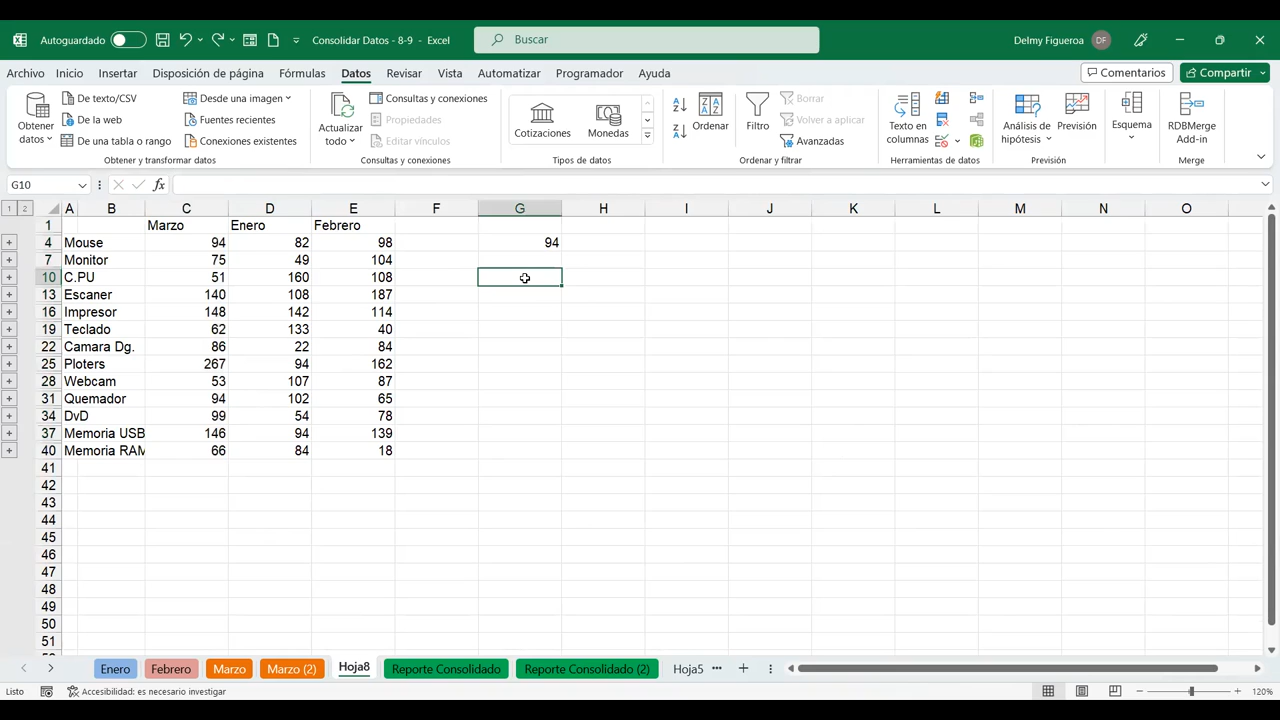 Autoguardado Consolidar Datos - 8-9 - Excel Buscar Delmy Figueroa DF
Archivo Inicio Insertar Disposición de página Fórmulas Datos Revisar Vista Automatizar Programador Ayuda Comentarios Compartir
Obtener datos De texto/CSV De la web De una tabla o rango Desde una imagen Fuentes recientes Conexiones existentes
Actualizar todo Consultas y conexiones Propiedades Editar vínculos
Cotizaciones Monedas
Ordenar Filtro Borrar Volver a aplicar Avanzadas
Texto en columnas Análisis de hipótesis Previsión Esquema RDBMerge Add-in
Obtener y transformar datos Consultas y conexiones Tipos de datos Ordenar y filtrar Herramientas de datos Previsión Merge
G10 fx
1 2 A B C D E F G H I J K L M N O
1 Marzo Enero Febrero
4 Mouse 94 82 98 94
7 Monitor 75 49 104
10 C.PU 51 160 108
13 Escaner 140 108 187
16 Impresor 148 142 114
19 Teclado 62 133 40
22 Camara Dg. 86 22 84
25 Ploters 267 94 162
28 Webcam 53 107 87
31 Quemador 94 102 65
34 DvD 99 54 78
37 Memoria USB 146 94 139
40 Memoria RAM 66 84 18
41
42
43
44
45
46
47
48
49
50
51
Enero Febrero Marzo Marzo (2) Hoja8 Reporte Consolidado Reporte Consolidado (2) Hoja5
Listo Accesibilidad: es necesario investigar 120%